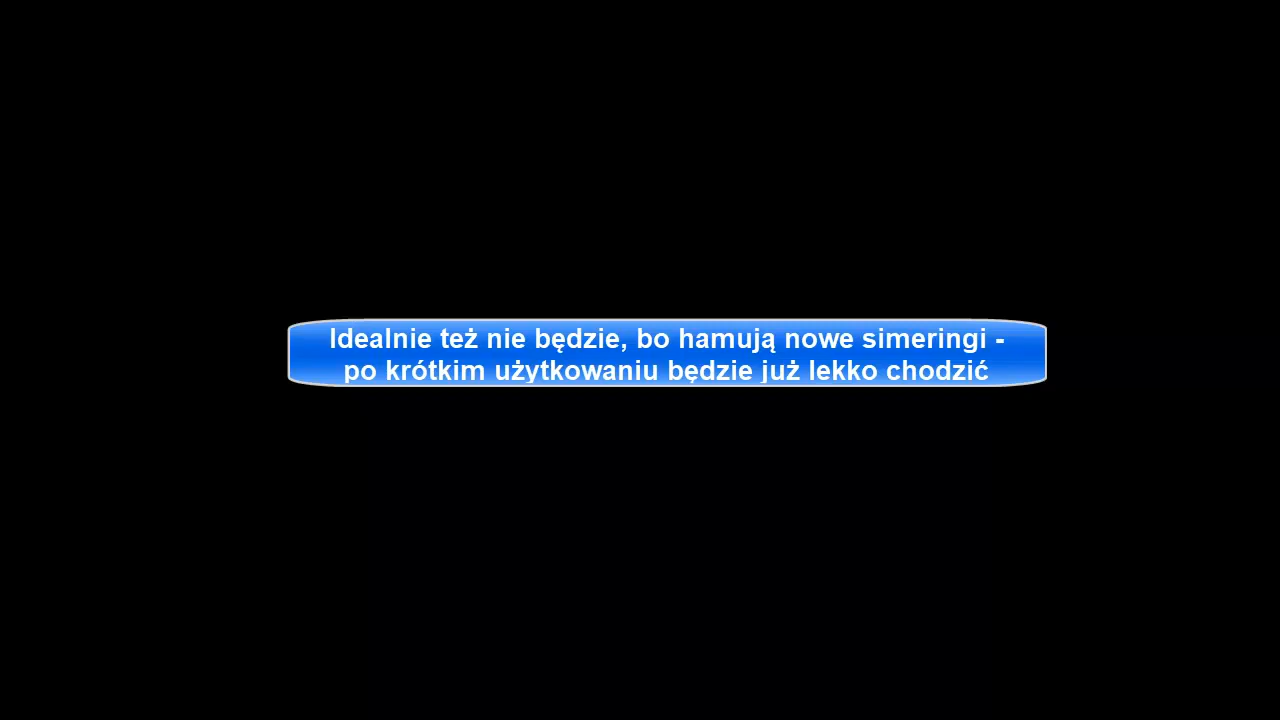 Idealnie też nie będzie, bo hamują nowe simeringi -
po krótkim użytkowaniu będzie już lekko chodzić